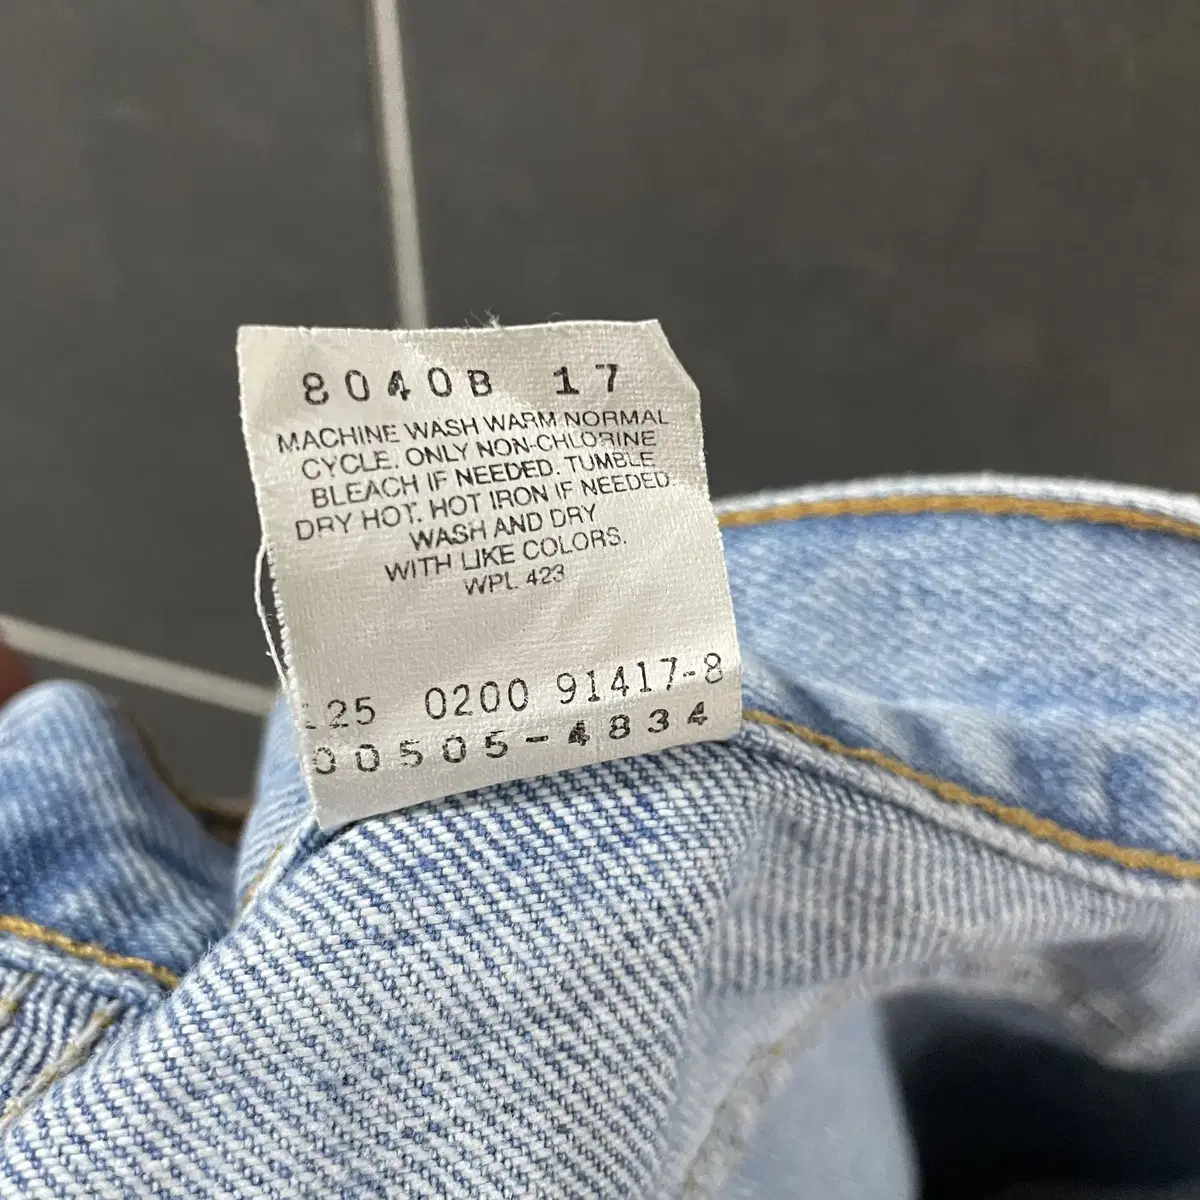 8040B 17
MACHINE WASH WARM NORMAL
CYCLE. ONLY NON-CHLORINE
BLEACH IF NEEDED. TUMBLE
DRY HOT. HOT IRON IF NEEDED.
WASH AND DRY
WITH LIKE COLORS.
WPL 423
25 0200 91417-8
00505-4834